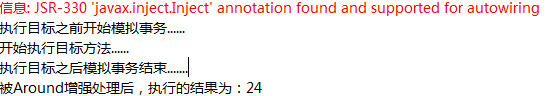 信息: JSR-330 'javax.inject.Inject' annotation found and supported for autowiring
执行目标之前开始模拟事务......
开始执行目标方法......
执行目标之后模拟事务结束.......
被Around增强处理后，执行的结果为：24